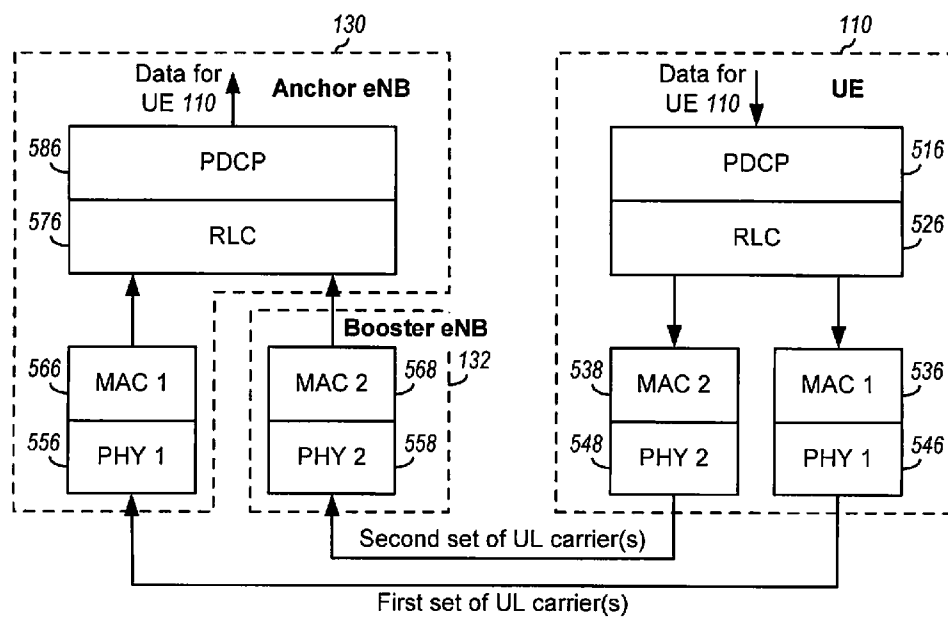 130
110
Data for
UE 110
Anchor eNB
Data for
UE 110
UE
586
PDCP
PDCP
516
576
RLC
RLC
526
Booster eNB
132
566
MAC 1
MAC 2
568
538
MAC 2
MAC 1
536
556
PHY 1
PHY 2
558
548
PHY 2
PHY 1
546
Second set of UL carrier(s)
First set of UL carrier(s)